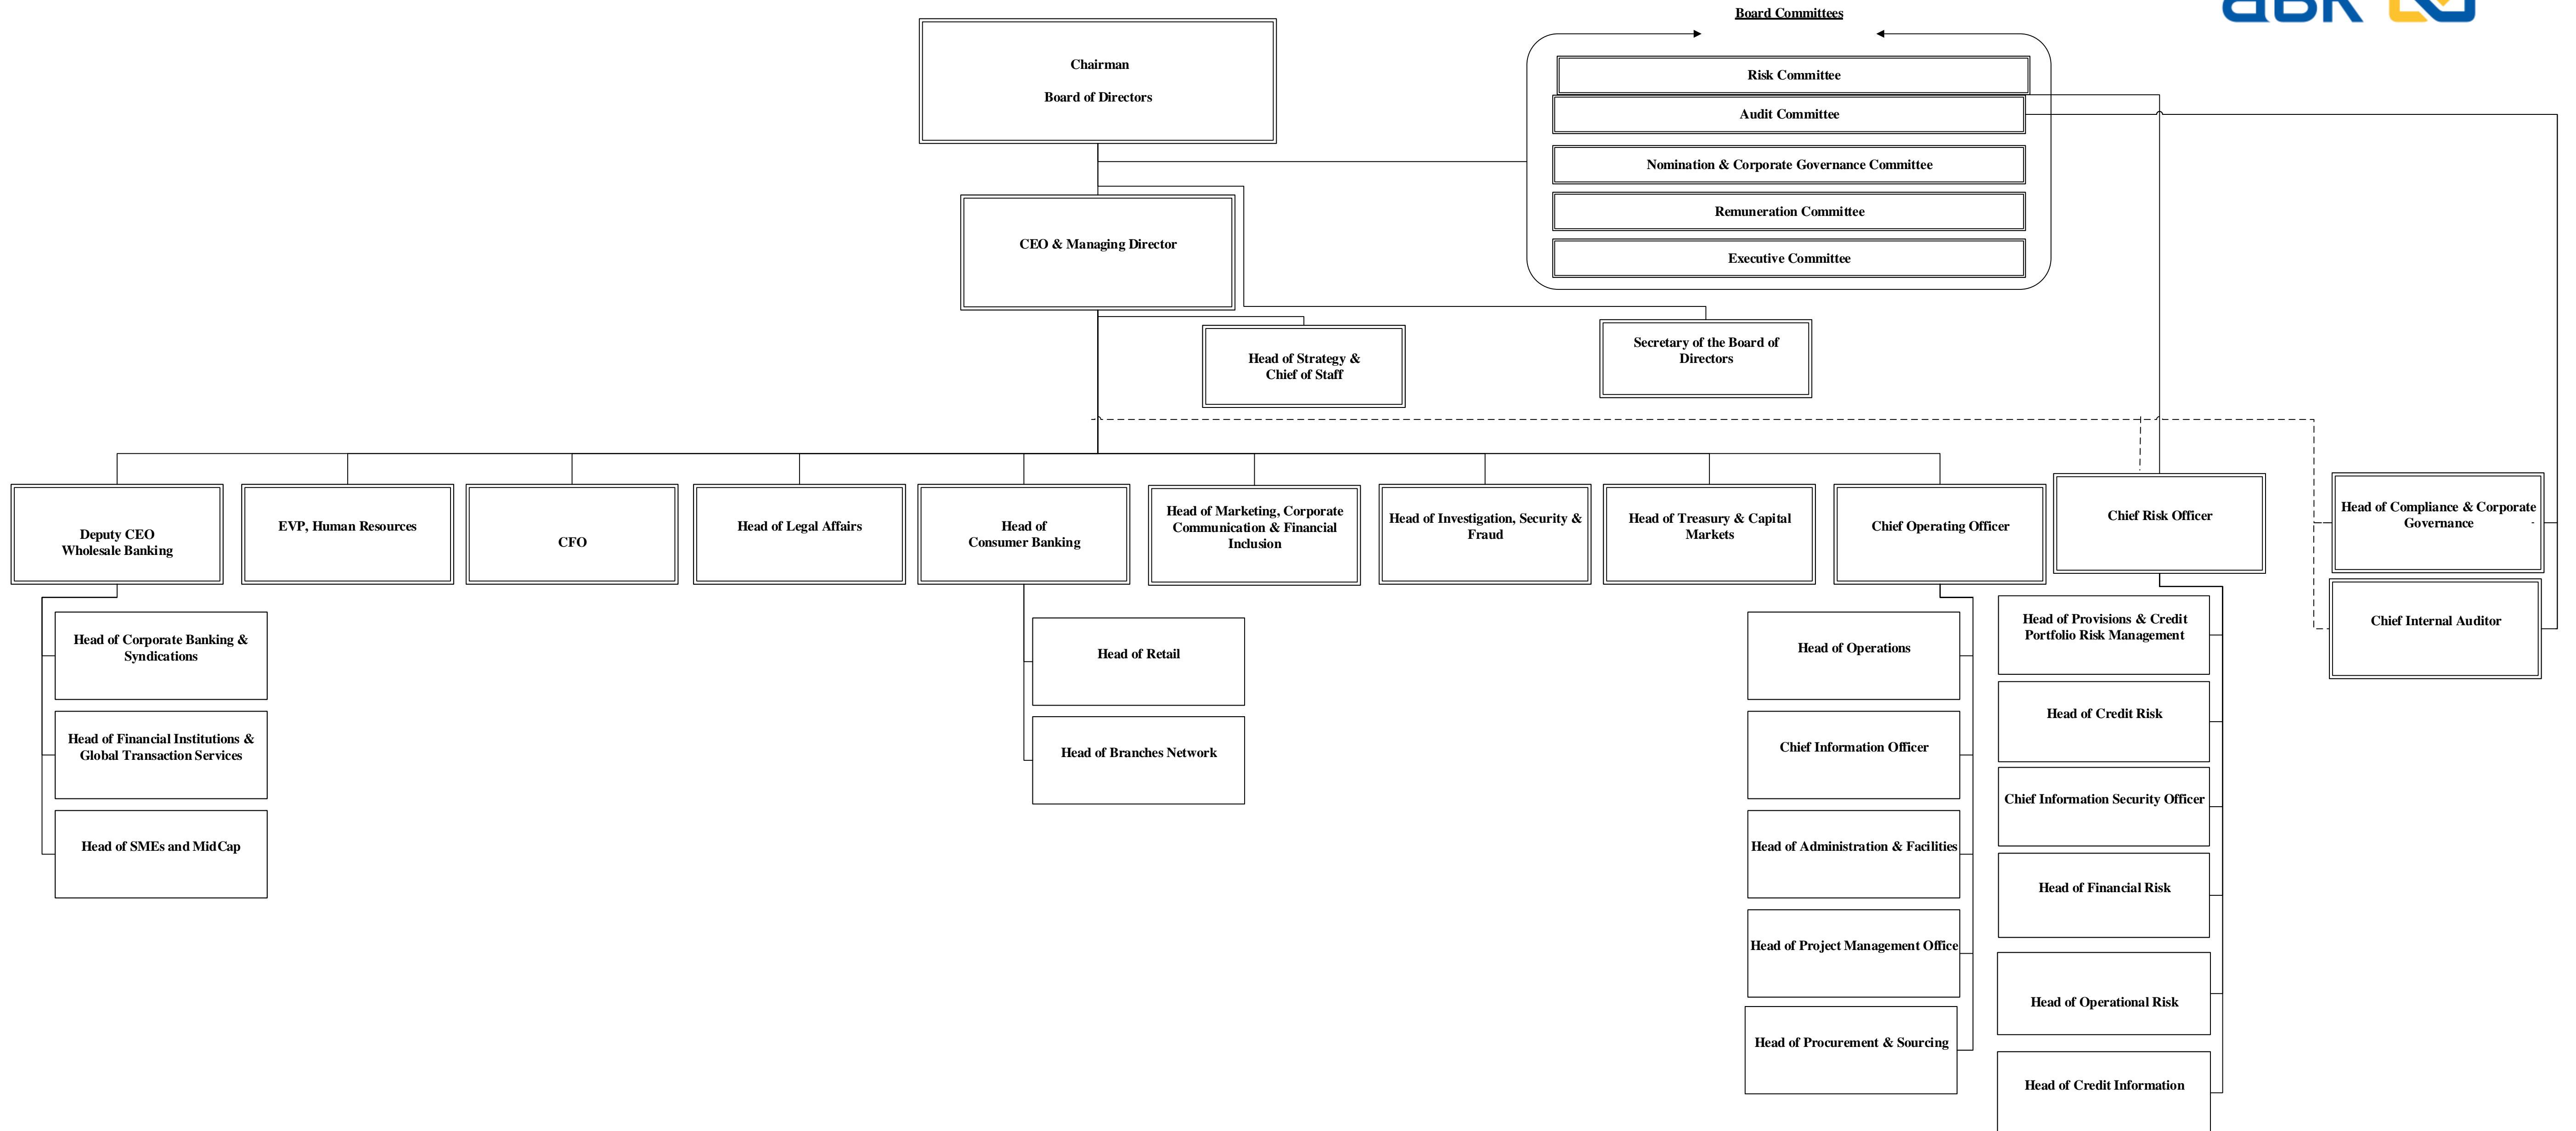 Board Committees
Chairman
Board of Directors
Risk Committee
Audit Committee
Nomination & Corporate Governance Committee
Remuneration Committee
Executive Committee
CEO & Managing Director
Head of Strategy &
Chief of Staff
Secretary of the Board of
Directors
Deputy CEO
Wholesale Banking
EVP, Human Resources
CFO
Head of Legal Affairs
Head of
Consumer Banking
Head of Marketing, Corporate
Communication & Financial
Inclusion
Head of Investigation, Security &
Fraud
Head of Treasury & Capital
Markets
Chief Operating Officer
Chief Risk Officer
Head of Compliance & Corporate
Governance
Chief Internal Auditor
Head of Corporate Banking &
Syndications
Head of Financial Institutions &
Global Transaction Services
Head of SMEs and MidCap
Head of Retail
Head of Branches Network
Head of Operations
Chief Information Officer
Head of Administration & Facilities
Head of Project Management Office
Head of Procurement & Sourcing
Head of Provisions & Credit
Portfolio Risk Management
Head of Credit Risk
Chief Information Security Officer
Head of Financial Risk
Head of Operational Risk
Head of Credit Information